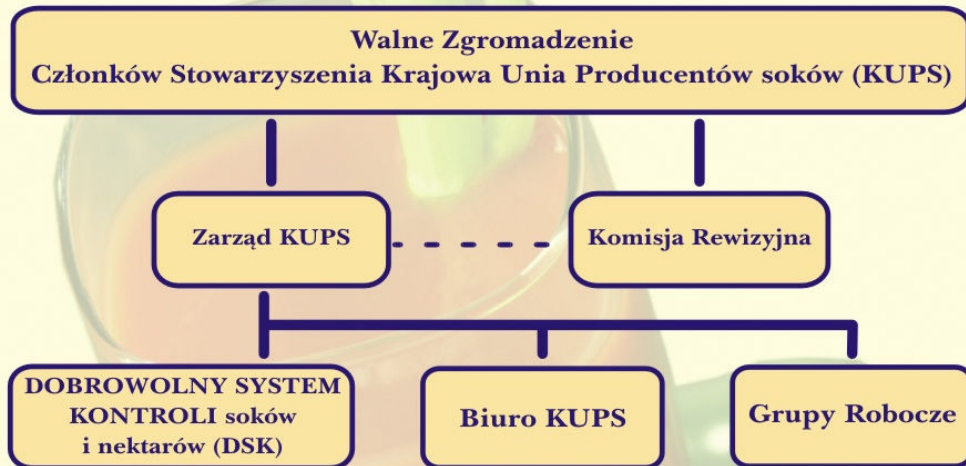 Walne Zgromadzenie
Członków Stowarzyszenia Krajowa Unia Producentów soków (KUPS)
Zarząd KUPS
Komisja Rewizyjna
DOBROWOLNY SYSTEM
KONTROLI soków
i nektarów (DSK)
Biuro KUPS
Grupy Robocze